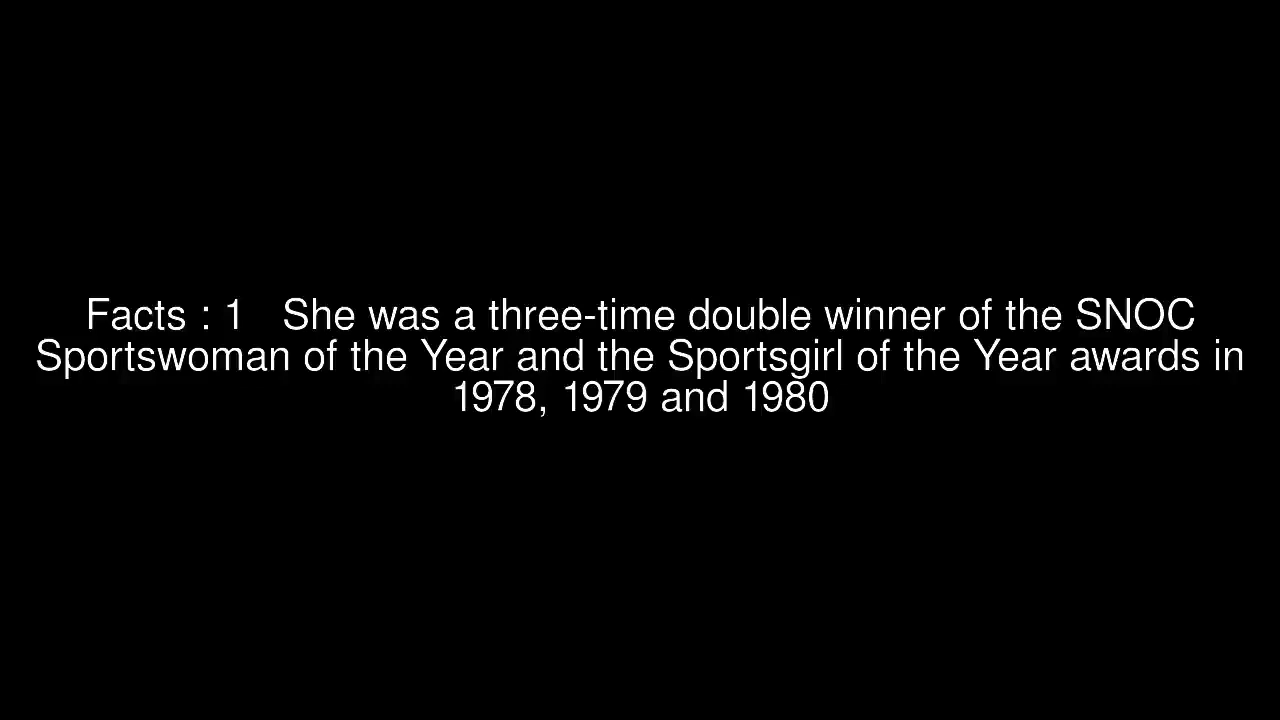 Facts : 1 She was a three-time double winner of the SNOC
Sportswoman of the Year and the Sportsgirl of the Year awards in
1978, 1979 and 1980